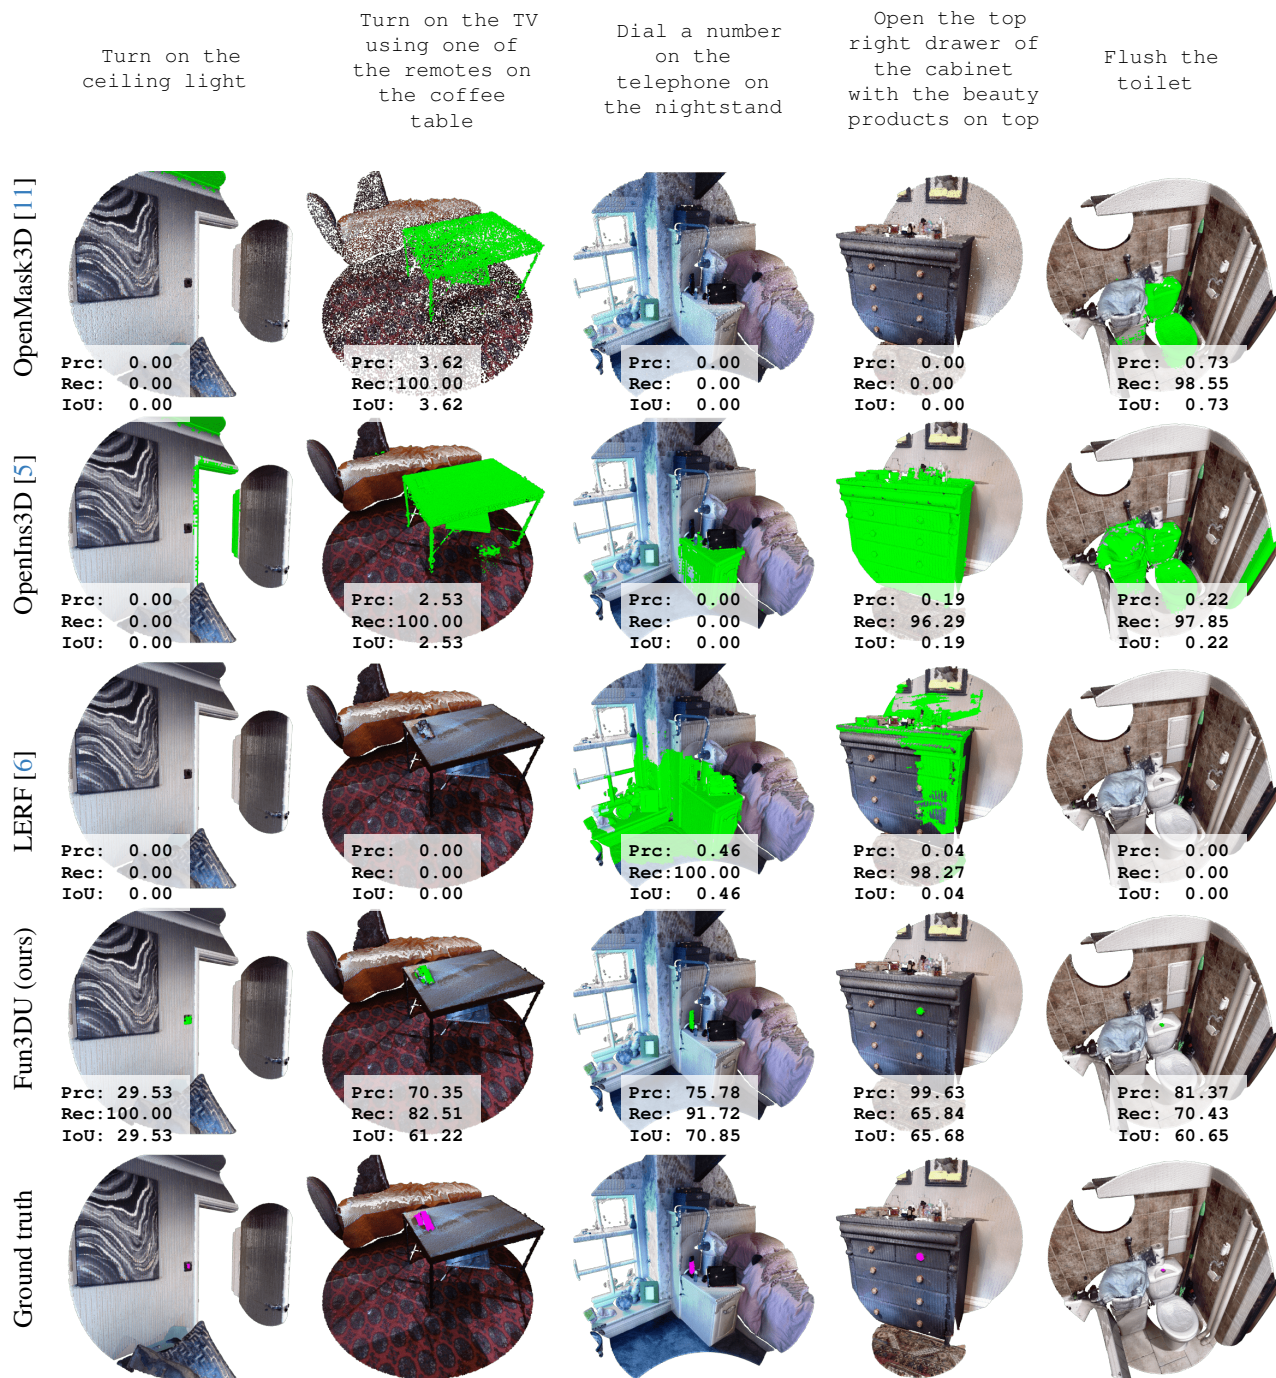 Turn on the
ceiling light
Turn on the TV
using one of
the remotes on
the coffee
table
Dial a number
on the
telephone on
the nightstand
Open the top
right drawer of
the cabinet
with the beauty
products on top
Flush the
toilet
OpenMask3D [11]
Prc: 0.00
Rec: 0.00
IoU: 0.00
Prc: 3.62
Rec:100.00
IoU: 3.62
Prc: 0.00
Rec: 0.00
IoU: 0.00
Prc: 0.00
Rec: 0.00
IoU: 0.00
Prc: 0.73
Rec: 98.55
IoU: 0.73
OpenIns3D [5]
Prc: 0.00
Rec: 0.00
IoU: 0.00
Prc: 2.53
Rec:100.00
IoU: 2.53
Prc: 0.00
Rec: 0.00
IoU: 0.00
Prc: 0.19
Rec: 96.29
IoU: 0.19
Prc: 0.22
Rec: 97.85
IoU: 0.22
LERF [6]
Prc: 0.00
Rec: 0.00
IoU: 0.00
Prc: 0.00
Rec: 0.00
IoU: 0.00
Prc: 0.46
Rec:100.00
IoU: 0.46
Prc: 0.04
Rec: 98.27
IoU: 0.04
Prc: 0.00
Rec: 0.00
IoU: 0.00
Fun3DU (ours)
Prc: 29.53
Rec:100.00
IoU: 29.53
Prc: 70.35
Rec: 82.51
IoU: 61.22
Prc: 75.78
Rec: 91.72
IoU: 70.85
Prc: 99.63
Rec: 65.84
IoU: 65.68
Prc: 81.37
Rec: 70.43
IoU: 60.65
Ground truth